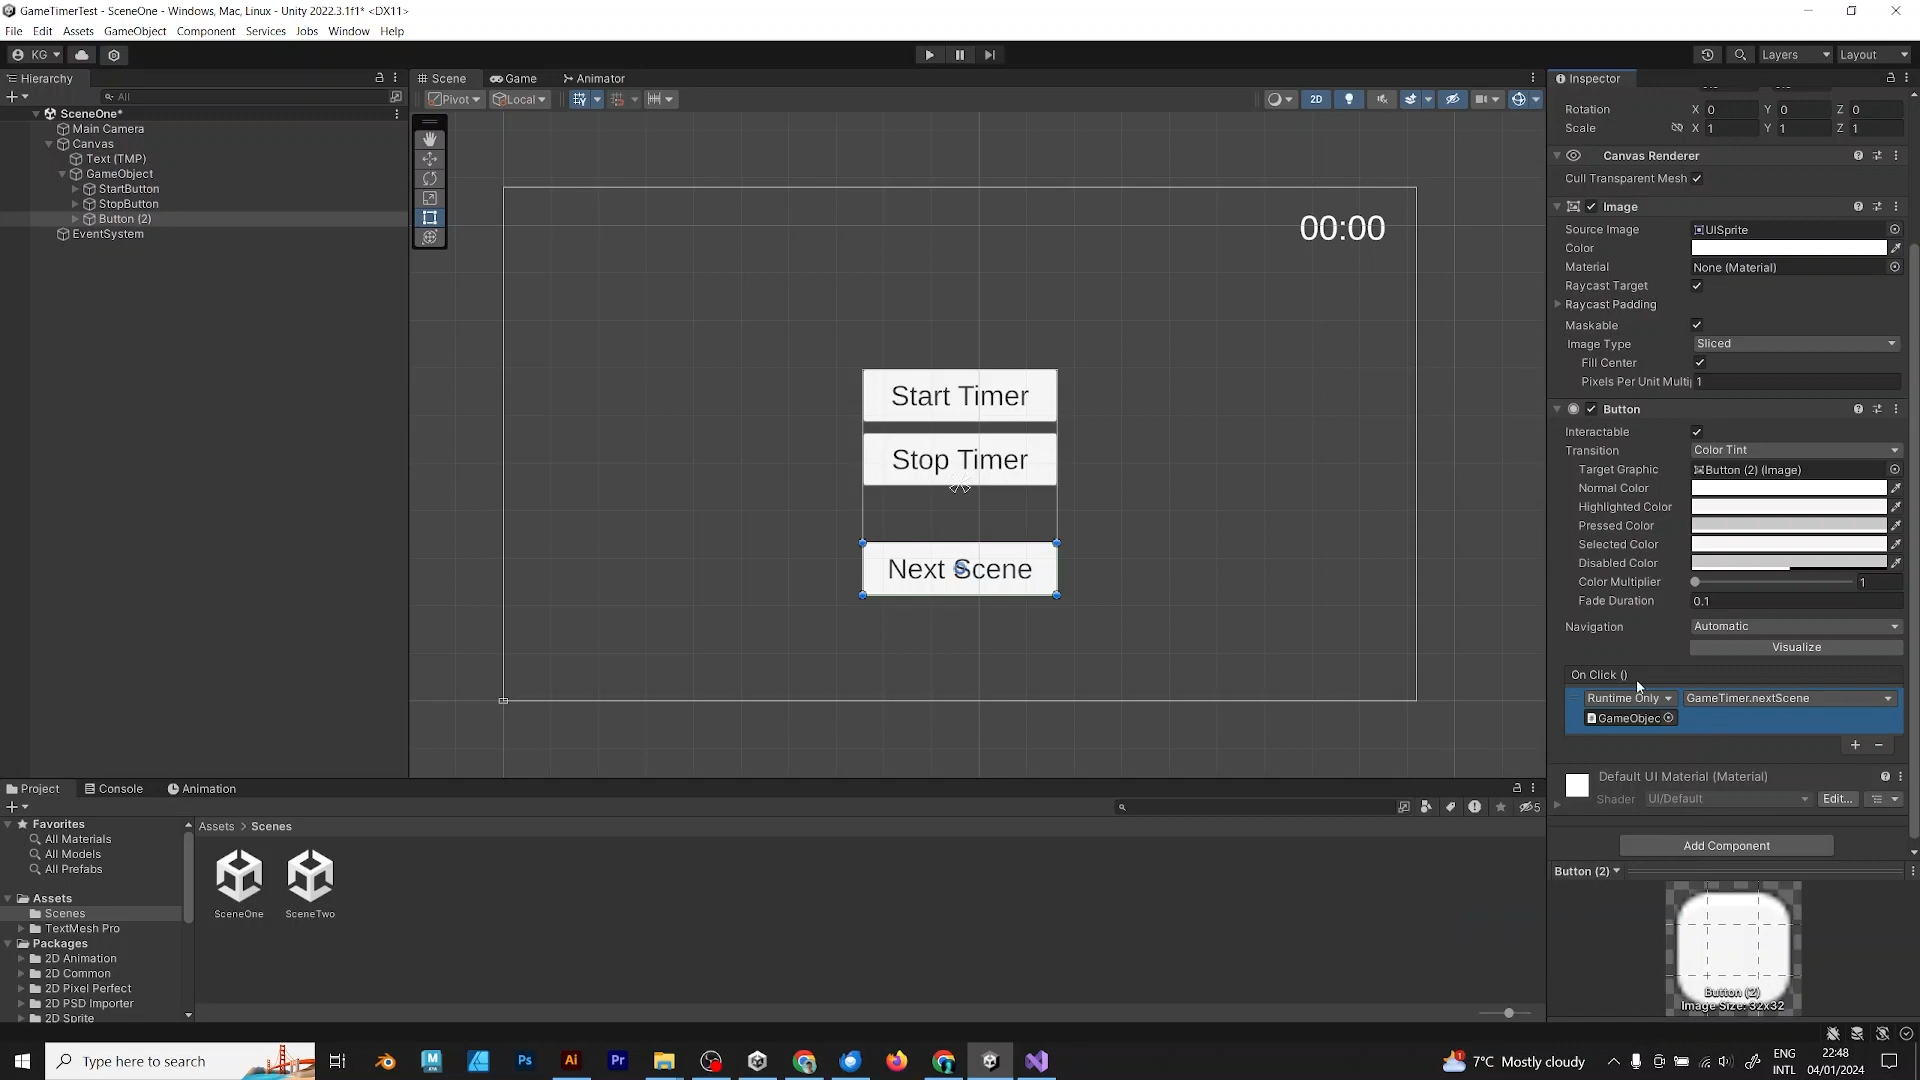 GameTimerTest - SceneOne - Windows, Mac, Linux - Unity 2022.3.1f1* <DX11>
File Edit Assets GameObject Component Services Jobs Window Help
KG
Layers
Layout
Hierarchy
All
SceneOne*
Main Camera
Canvas
Text (TMP)
GameObject
StartButton
StopButton
Button (2)
EventSystem
Scene
Game
Animator
Pivot
Local
2D
00:00
Start Timer
Stop Timer
Next Scene
Inspector
Rotation X 0 Y 0 Z 0
Scale X 1 Y 1 Z 1
Canvas Renderer
Cull Transparent Mesh
Image
Source Image UISprite
Color
Material None (Material)
Raycast Target
Raycast Padding
Maskable
Image Type Sliced
Fill Center
Pixels Per Unit Multi 1
Button
Interactable
Transition Color Tint
Target Graphic Button (2) (Image)
Normal Color
Highlighted Color
Pressed Color
Selected Color
Disabled Color
Color Multiplier 1
Fade Duration 0.1
Navigation Automatic
Visualize
On Click ()
Runtime Only GameTimer.nextScene
GameObjec
Default UI Material (Material)
Shader UI/Default Edit...
Add Component
Button (2)
Button (2)
Image Size: 32x32
Project
Console
Animation
5
Favorites
All Materials
All Models
All Prefabs
Assets
Scenes
TextMesh Pro
Packages
2D Animation
2D Common
2D Pixel Perfect
2D PSD Importer
2D Sprite
Assets > Scenes
SceneOne
SceneTwo
Type here to search
Ps
Ai
Pr
1
7°C Mostly cloudy
ENG
INTL
22:48
04/01/2024